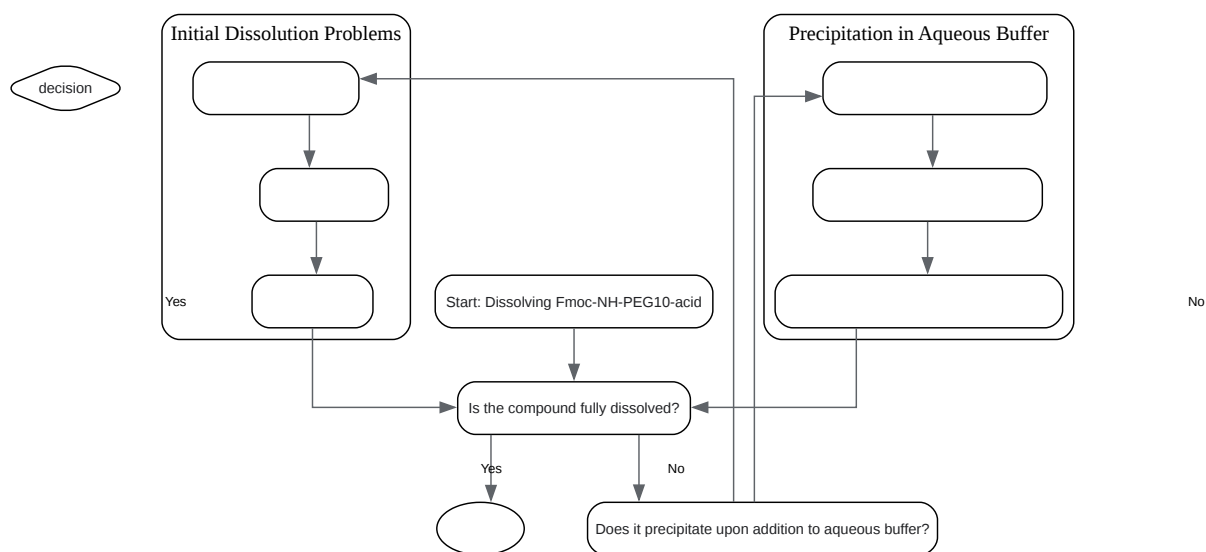 Initial Dissolution Problems
Precipitation in Aqueous Buffer
decision
Yes
Start: Dissolving Fmoc-NH-PEG10-acid
No
Is the compound fully dissolved?
Yes
No
Does it precipitate upon addition to aqueous buffer?